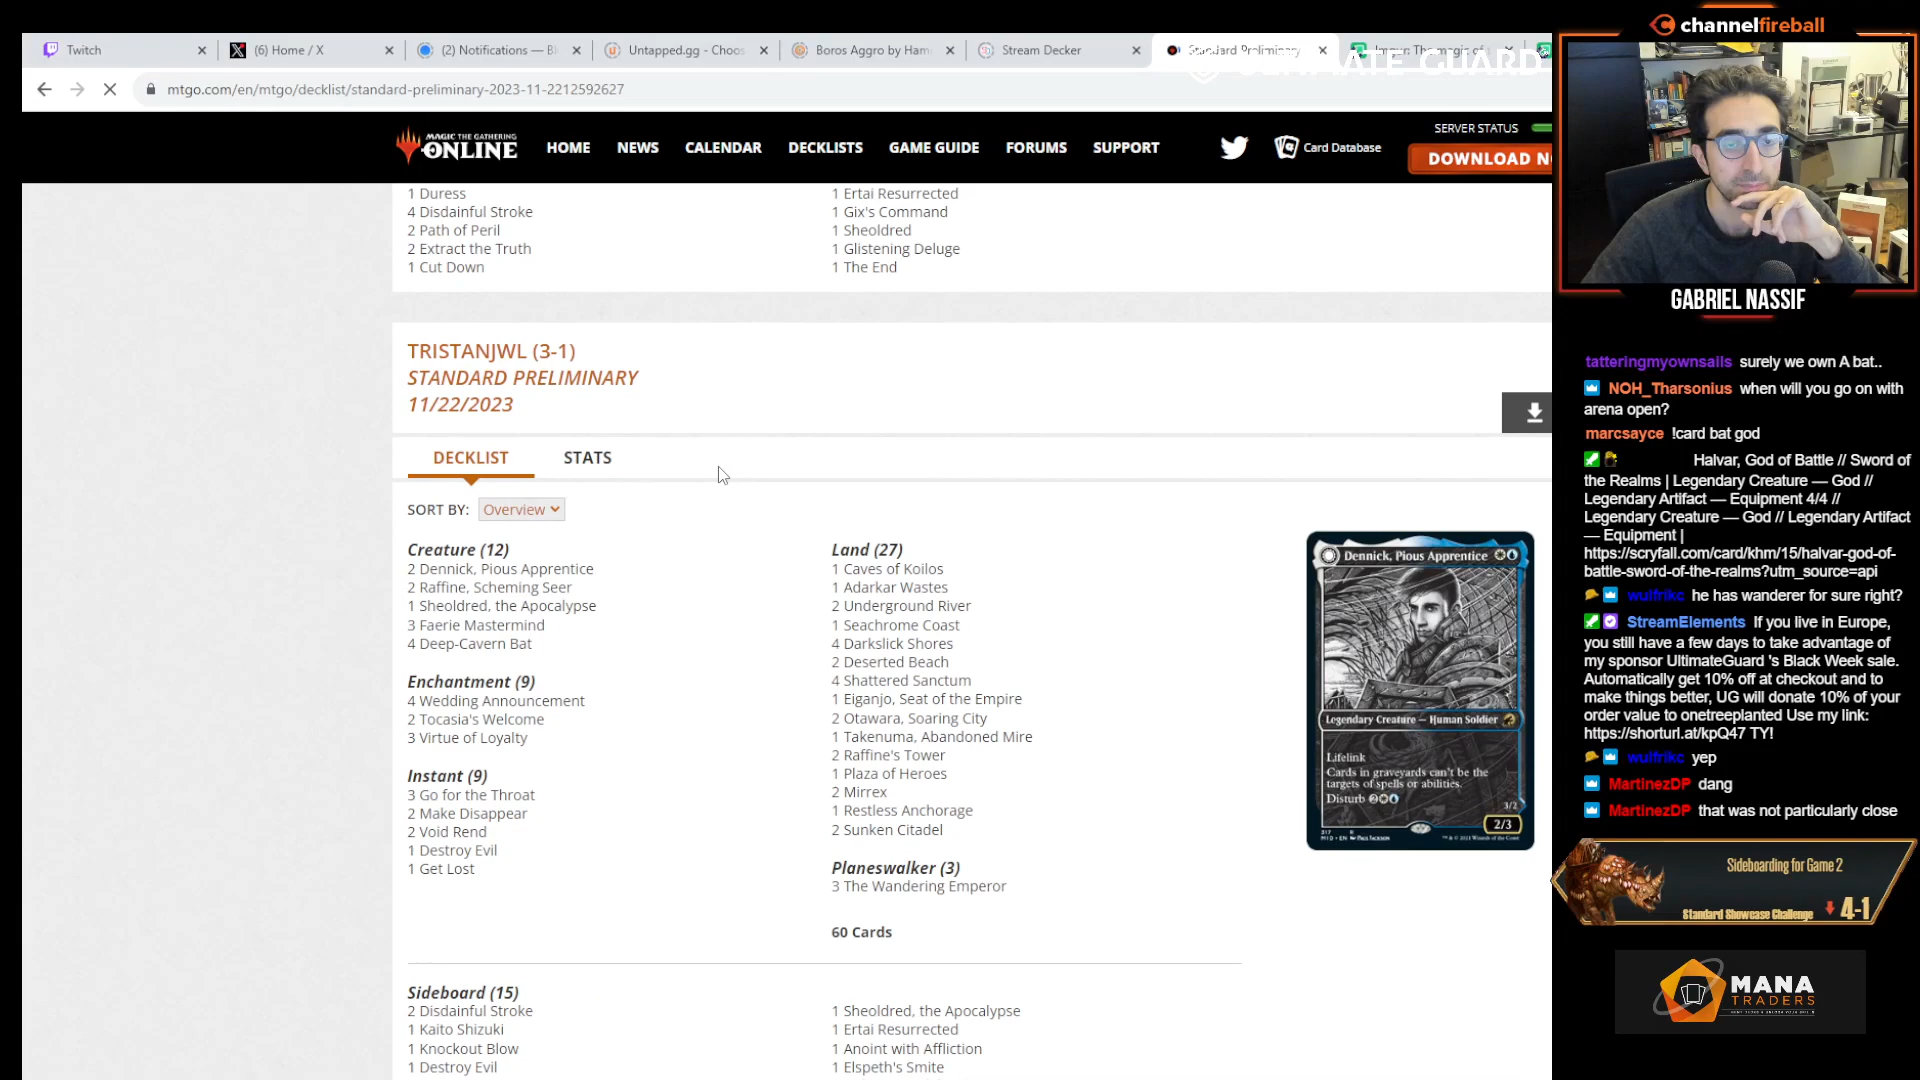 Twitch
(6) Home / X
(2) Notifications — Bl
Untapped.gg - Choos
Boros Aggro by Ham
Stream Decker
Standard Preliminary
mtgo.com/en/mtgo/decklist/standard-preliminary-2023-11-2212592627
MAGIC THE GATHERING
ONLINE
HOME
NEWS
CALENDAR
DECKLISTS
GAME GUIDE
FORUMS
SUPPORT
Card Database
SERVER STATUS
DOWNLOAD N
1 Duress
4 Disdainful Stroke
2 Path of Peril
2 Extract the Truth
1 Cut Down
1 Ertai Resurrected
1 Gix's Command
1 Sheoldred
1 Glistening Deluge
1 The End
TRISTANJWL (3-1)
STANDARD PRELIMINARY
11/22/2023
DECKLIST
STATS
SORT BY: Overview
Creature (12)
2 Dennick, Pious Apprentice
2 Raffine, Scheming Seer
1 Sheoldred, the Apocalypse
3 Faerie Mastermind
4 Deep-Cavern Bat
Enchantment (9)
4 Wedding Announcement
2 Tocasia's Welcome
3 Virtue of Loyalty
Instant (9)
3 Go for the Throat
2 Make Disappear
2 Void Rend
1 Destroy Evil
1 Get Lost
Land (27)
1 Caves of Koilos
1 Adarkar Wastes
2 Underground River
1 Seachrome Coast
4 Darkslick Shores
2 Deserted Beach
4 Shattered Sanctum
1 Eiganjo, Seat of the Empire
2 Otawara, Soaring City
1 Takenuma, Abandoned Mire
2 Raffine's Tower
1 Plaza of Heroes
2 Mirrex
1 Restless Anchorage
2 Sunken Citadel
Planeswalker (3)
3 The Wandering Emperor
60 Cards
Dennick, Pious Apprentice
Legendary Creature — Human Soldier
Lifelink
Cards in graveyards can't be the
targets of spells or abilities.
Disturb
3/2
2/3
Sideboard (15)
2 Disdainful Stroke
1 Kaito Shizuki
1 Knockout Blow
1 Destroy Evil
1 Sheoldred, the Apocalypse
1 Ertai Resurrected
1 Anoint with Affliction
1 Elspeth's Smite
channelfireball
ULTIMATE GUARD
GABRIEL NASSIF
tatteringmyownsails surely we own A bat..
NOH_Tharsonius when will you go on with
arena open?
marcsayce !card bat god
Halvar, God of Battle // Sword of
the Realms | Legendary Creature — God //
Legendary Artifact — Equipment 4/4 //
Legendary Creature — God // Legendary Artifact
— Equipment |
https://scryfall.com/card/khm/15/halvar-god-of-
battle-sword-of-the-realms?utm_source=api
wulfrikc he has wanderer for sure right?
StreamElements If you live in Europe,
you still have a few days to take advantage of
my sponsor UltimateGuard 's Black Week sale.
Automatically get 10% off at checkout and to
make things better, UG will donate 10% of your
order value to onetreeplanted Use my link:
https://shorturl.at/kpQ47 TY!
wulfrikc yep
MartinezDP dang
MartinezDP that was not particularly close
Sideboarding for Game 2
Standard Showcase Challenge 4-1
MANA
TRADERS